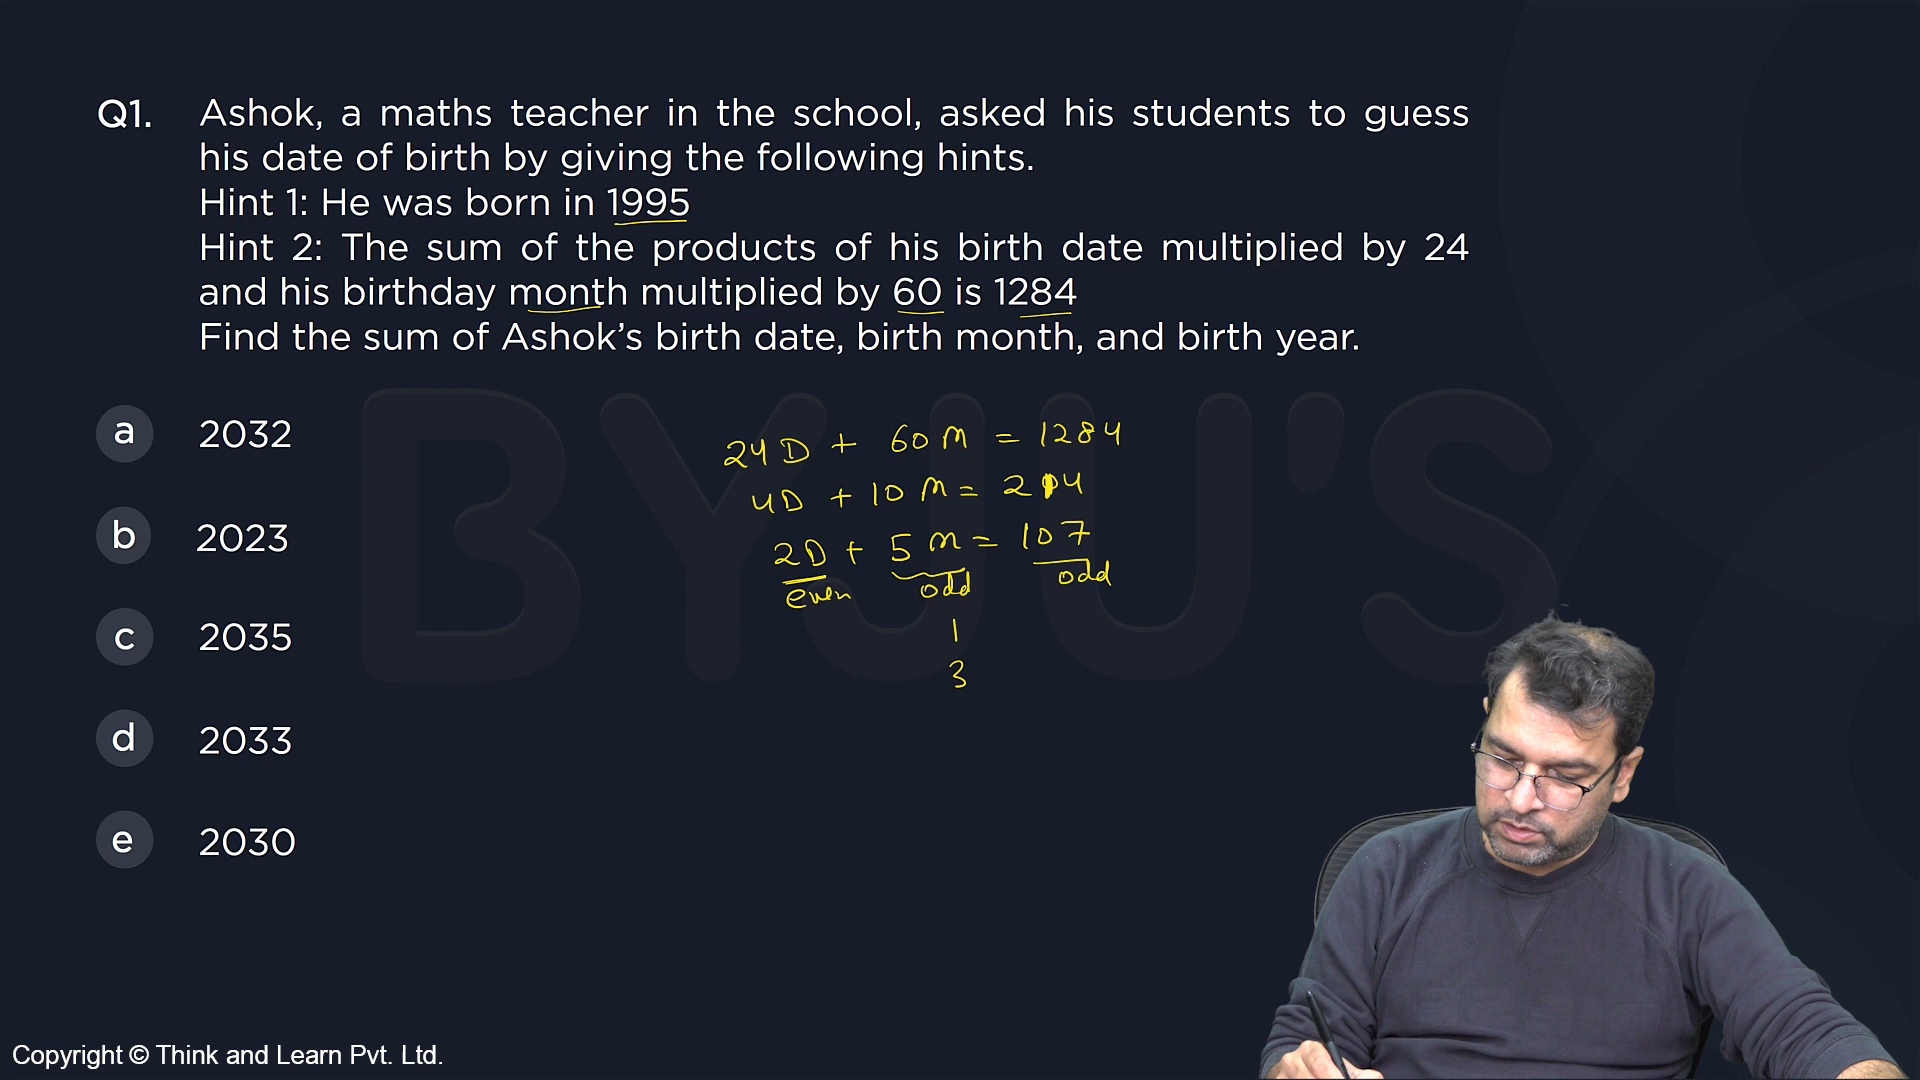 Q1. Ashok, a maths teacher in the school, asked his students to guess
his date of birth by giving the following hints.
Hint 1: He was born in 1995
Hint 2: The sum of the products of his birth date multiplied by 24
and his birthday month multiplied by 60 is 1284
Find the sum of Ashok's birth date, birth month, and birth year.
BYJU'S
a 2032
b 2023
c 2035
d 2033
e 2030
24D + 60M = 1284
4D + 10M = 214
2D + 5M = 107
even odd odd
1
3
Copyright © Think and Learn Pvt. Ltd.